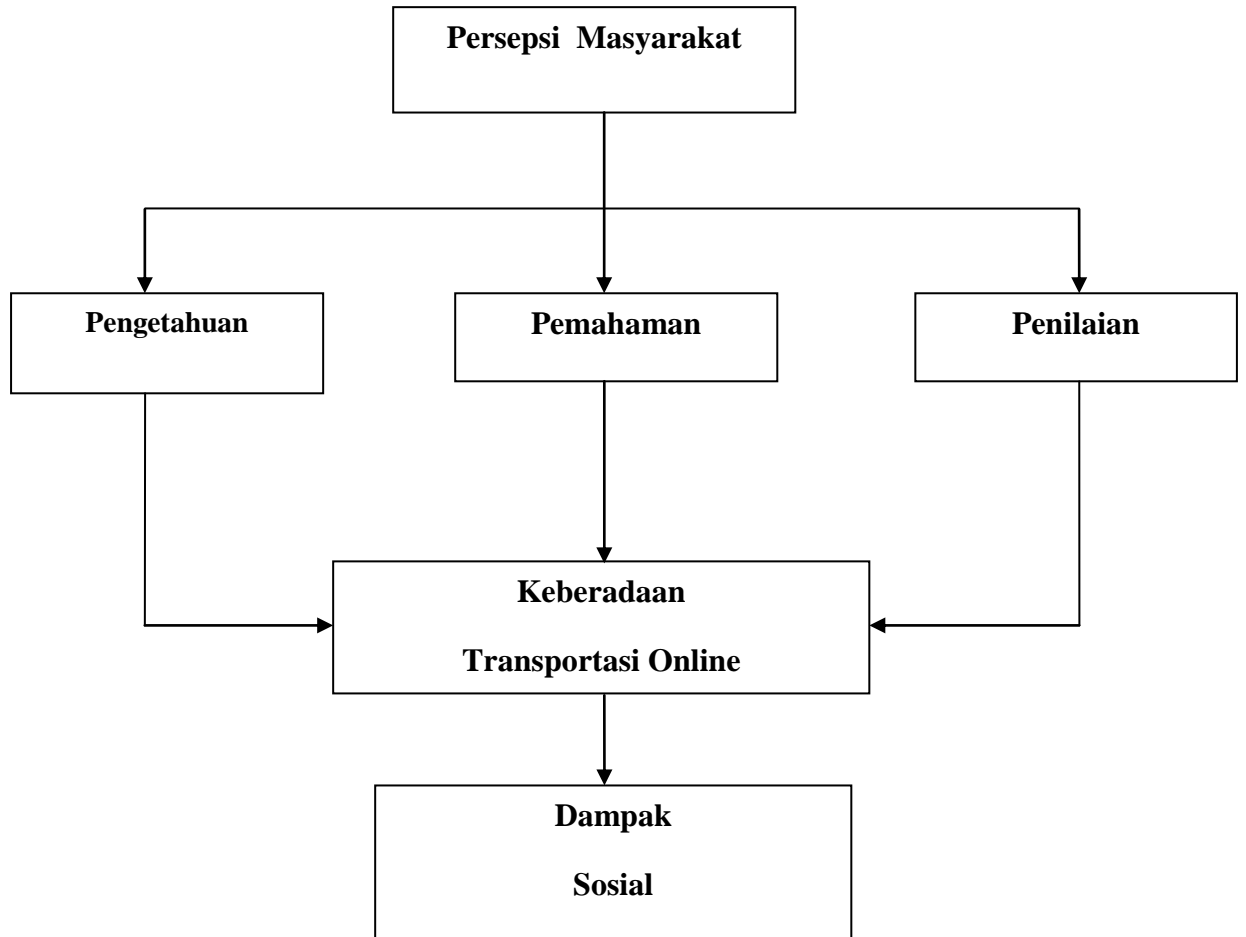 Persepsi Masyarakat
Pengetahuan
Pemahaman
Penilaian
Keberadaan
Transportasi Online
Dampak
Sosial